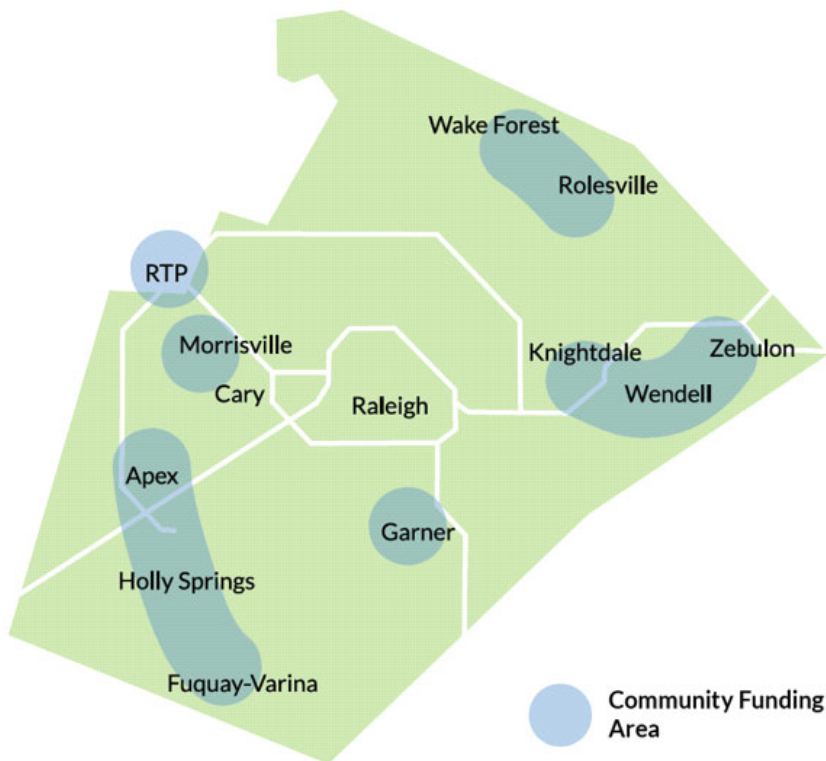 Wake Forest
Rolesville
RTP
Morrisville
Knightdale
Zebulon
Cary
Raleigh
Wendell
Apex
Garner
Holly Springs
Fuquay-Varina
Community Funding
Area